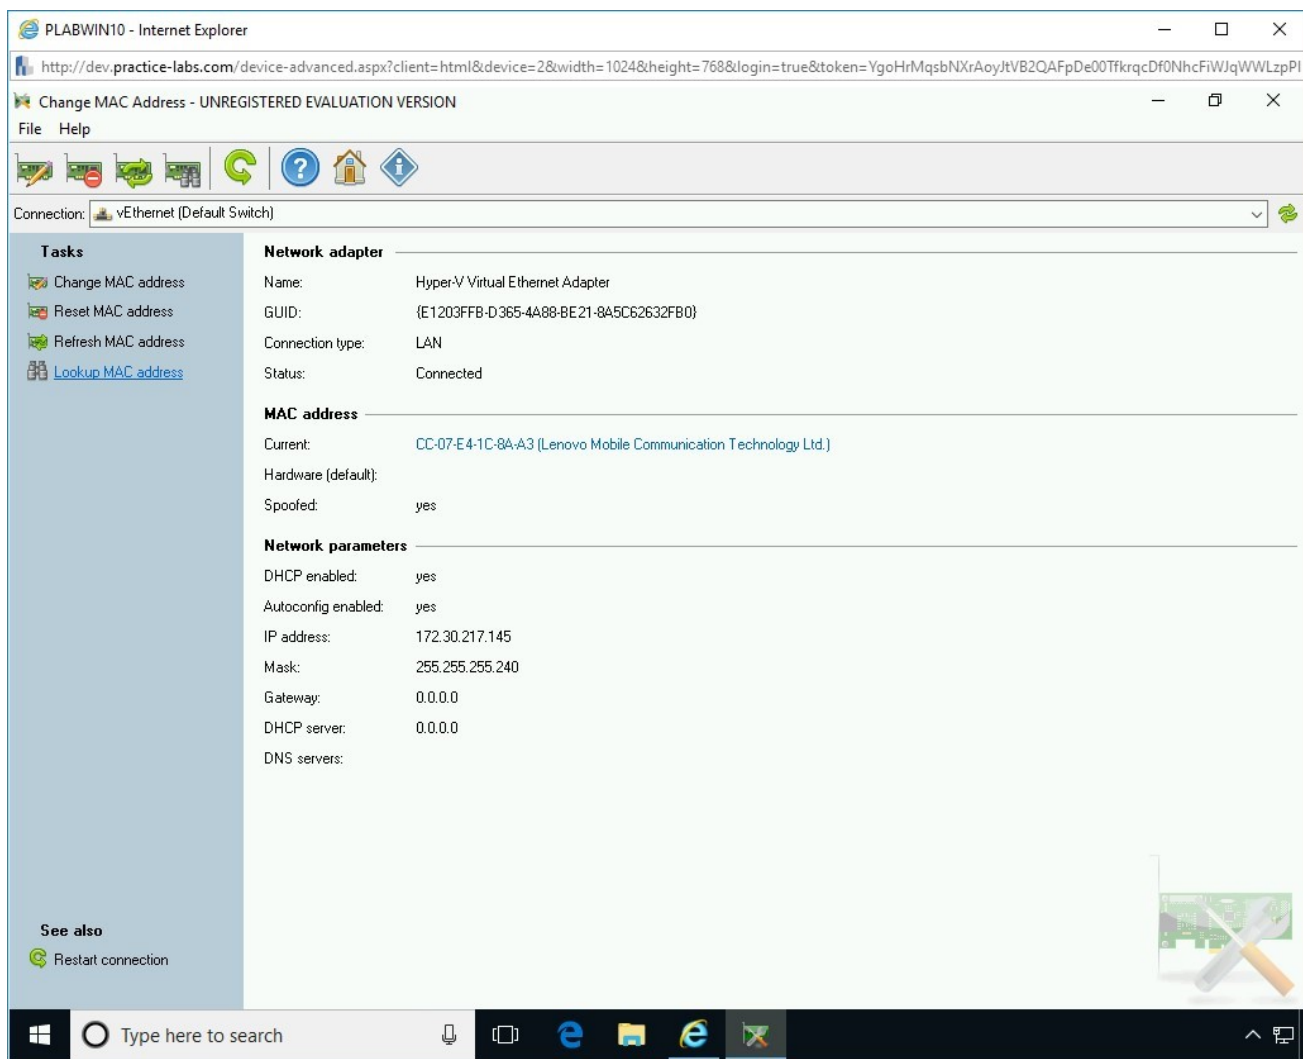 PLABWIN10 - Internet Explorer
http://dev.practice-labs.com/device-advanced.aspx?client=html&device=2&width=1024&height=768&login=true&token=YgoHrMqsbNXrAoyJtVB2QAFpDe00TfkrqcDf0NhcFiWJqWWLzpPI
Change MAC Address - UNREGISTERED EVALUATION VERSION
File Help
Connection: vEthernet (Default Switch)
Tasks
Change MAC address
Reset MAC address
Refresh MAC address
Lookup MAC address
Network adapter
Name: Hyper-V Virtual Ethernet Adapter
GUID: {E1203FFB-D365-4A88-BE21-8A5C62632FB0}
Connection type: LAN
Status: Connected
MAC address
Current: CC-07-E4-1C-8A-A3 (Lenovo Mobile Communication Technology Ltd.)
Hardware (default):
Spoofed: yes
Network parameters
DHCP enabled: yes
Autoconfig enabled: yes
IP address: 172.30.217.145
Mask: 255.255.255.240
Gateway: 0.0.0.0
DHCP server: 0.0.0.0
DNS servers:
See also
Restart connection
Type here to search